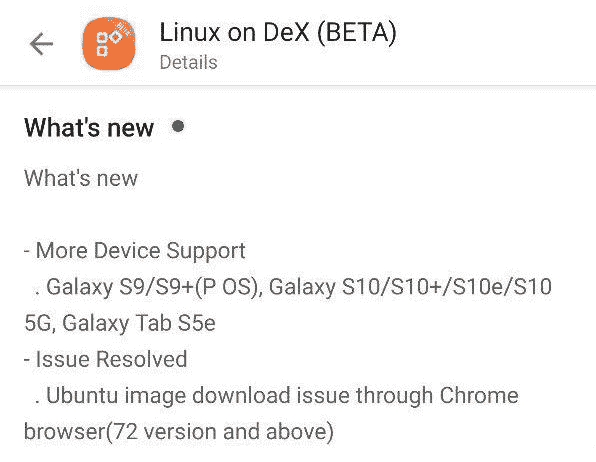 Linux on DeX (BETA)
Details
What's new
What's new
- More Device Support
. Galaxy S9/S9+(P OS), Galaxy S10/S10+/S10e/S10
5G, Galaxy Tab S5e
- Issue Resolved
. Ubuntu image download issue through Chrome
browser(72 version and above)